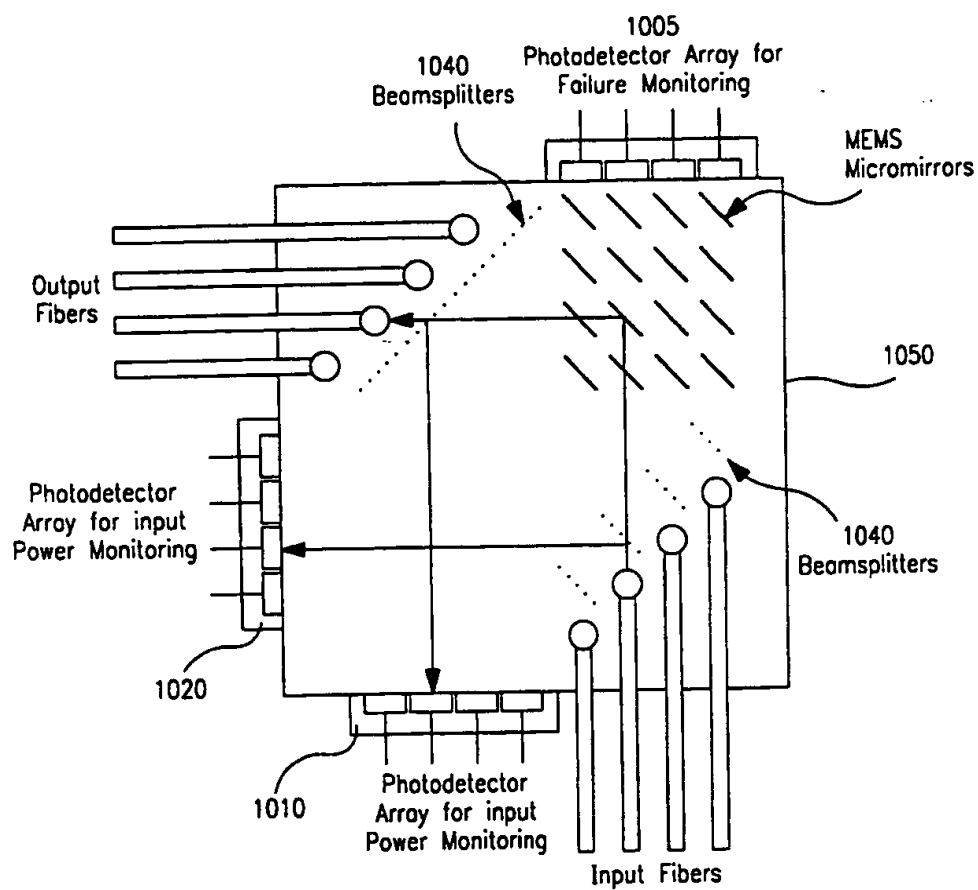 1005
Photodetector Array for
Failure Monitoring
1040
Beamsplitters
MEMS
Micromirrors
Output
Fibers
1050
Photodetector
Array for input
Power Monitoring
1040
Beamsplitters
1020
1010
Photodetector
Array for input
Power Monitoring
Input Fibers